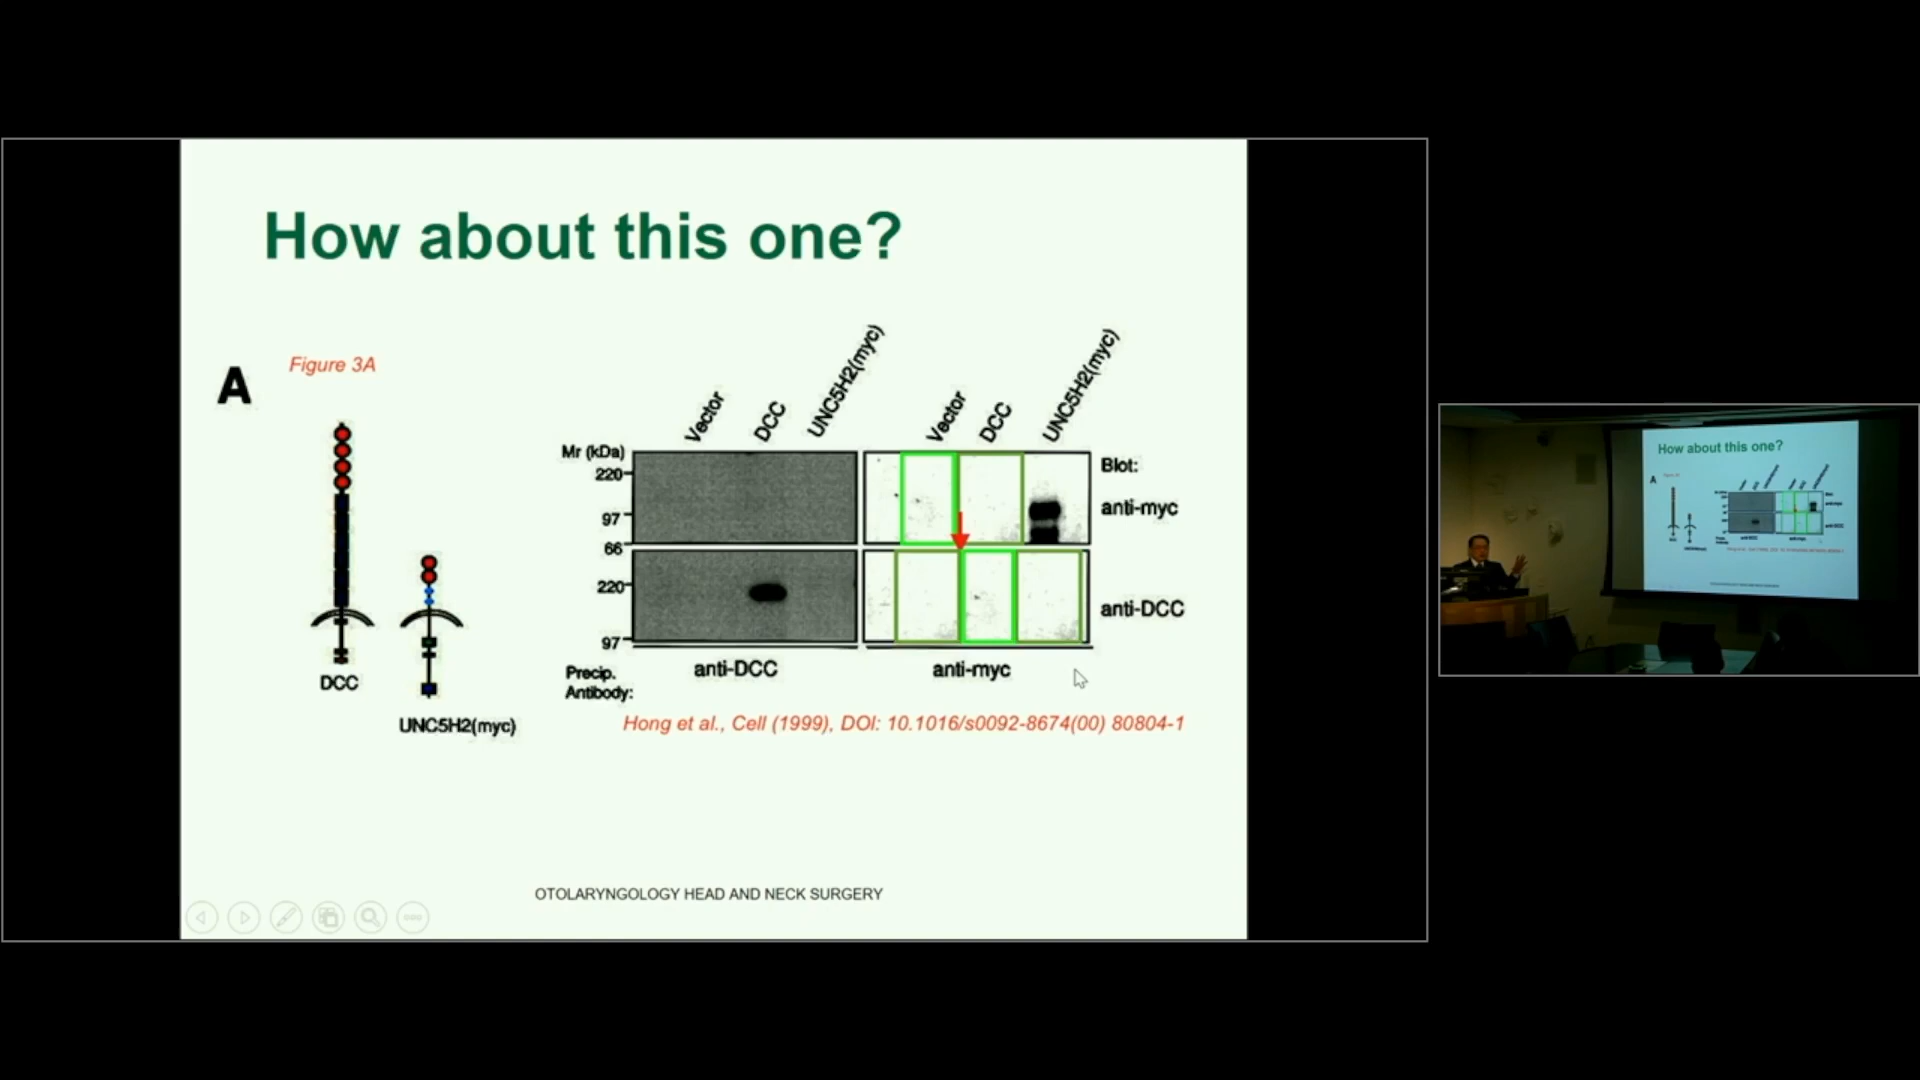 How about this one?
Figure 3A
A
DCC
UNC5H2(myc)
Vector
DCC
UNC5H2(myc)
Vector
DCC
UNC5H2(myc)
Mr (kDa)
220
97
66
220
97
Blot:
anti-myc
anti-DCC
Precip.
Antibody:
anti-DCC
anti-myc
Hong et al., Cell (1999), DOI: 10.1016/s0092-8674(00) 80804-1
OTOLARYNGOLOGY HEAD AND NECK SURGERY
How about this one?
A